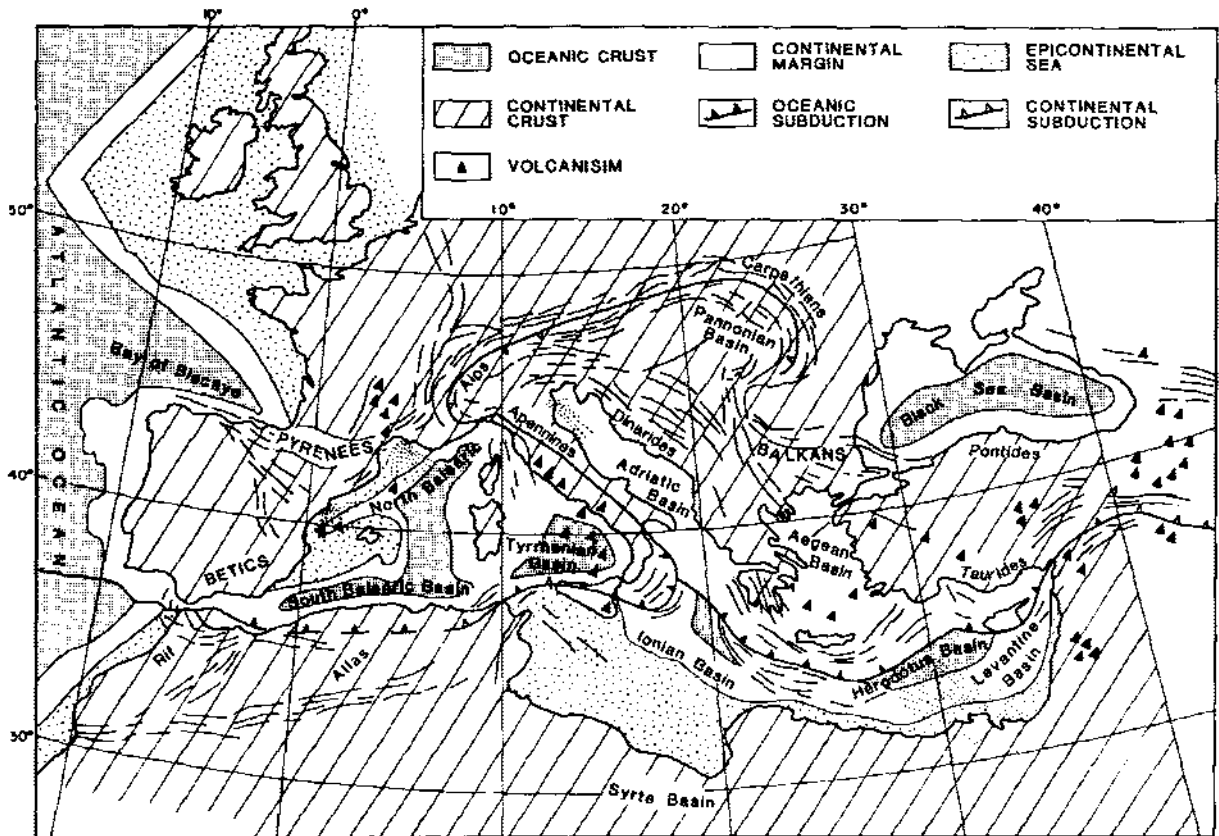 10° 0°
OCEANIC CRUST
CONTINENTAL
MARGIN
EPICONTINENTAL
SEA
CONTINENTAL
CRUST
OCEANIC
SUBDUCTION
CONTINENTAL
SUBDUCTION
VOLCANISIM
50°
10° 20° 30° 40°
ATLANTIC OCEAN
Carpathians
Pannonian
Basin
Bay of Biscaye
Alps
Black Sea Basin
Apennines
Dinarides
PYRENEES
BALKANS
Pontides
40°
North Balearic
Adriatic
Basin
Tyrrhenian
Basin
Aegean
Basin
BETICS
Taurides
South Balearic Basin
Rif
Atlas
Ionian Basin
Herodotus Basin
Levantine
Basin
30°
Syrte Basin